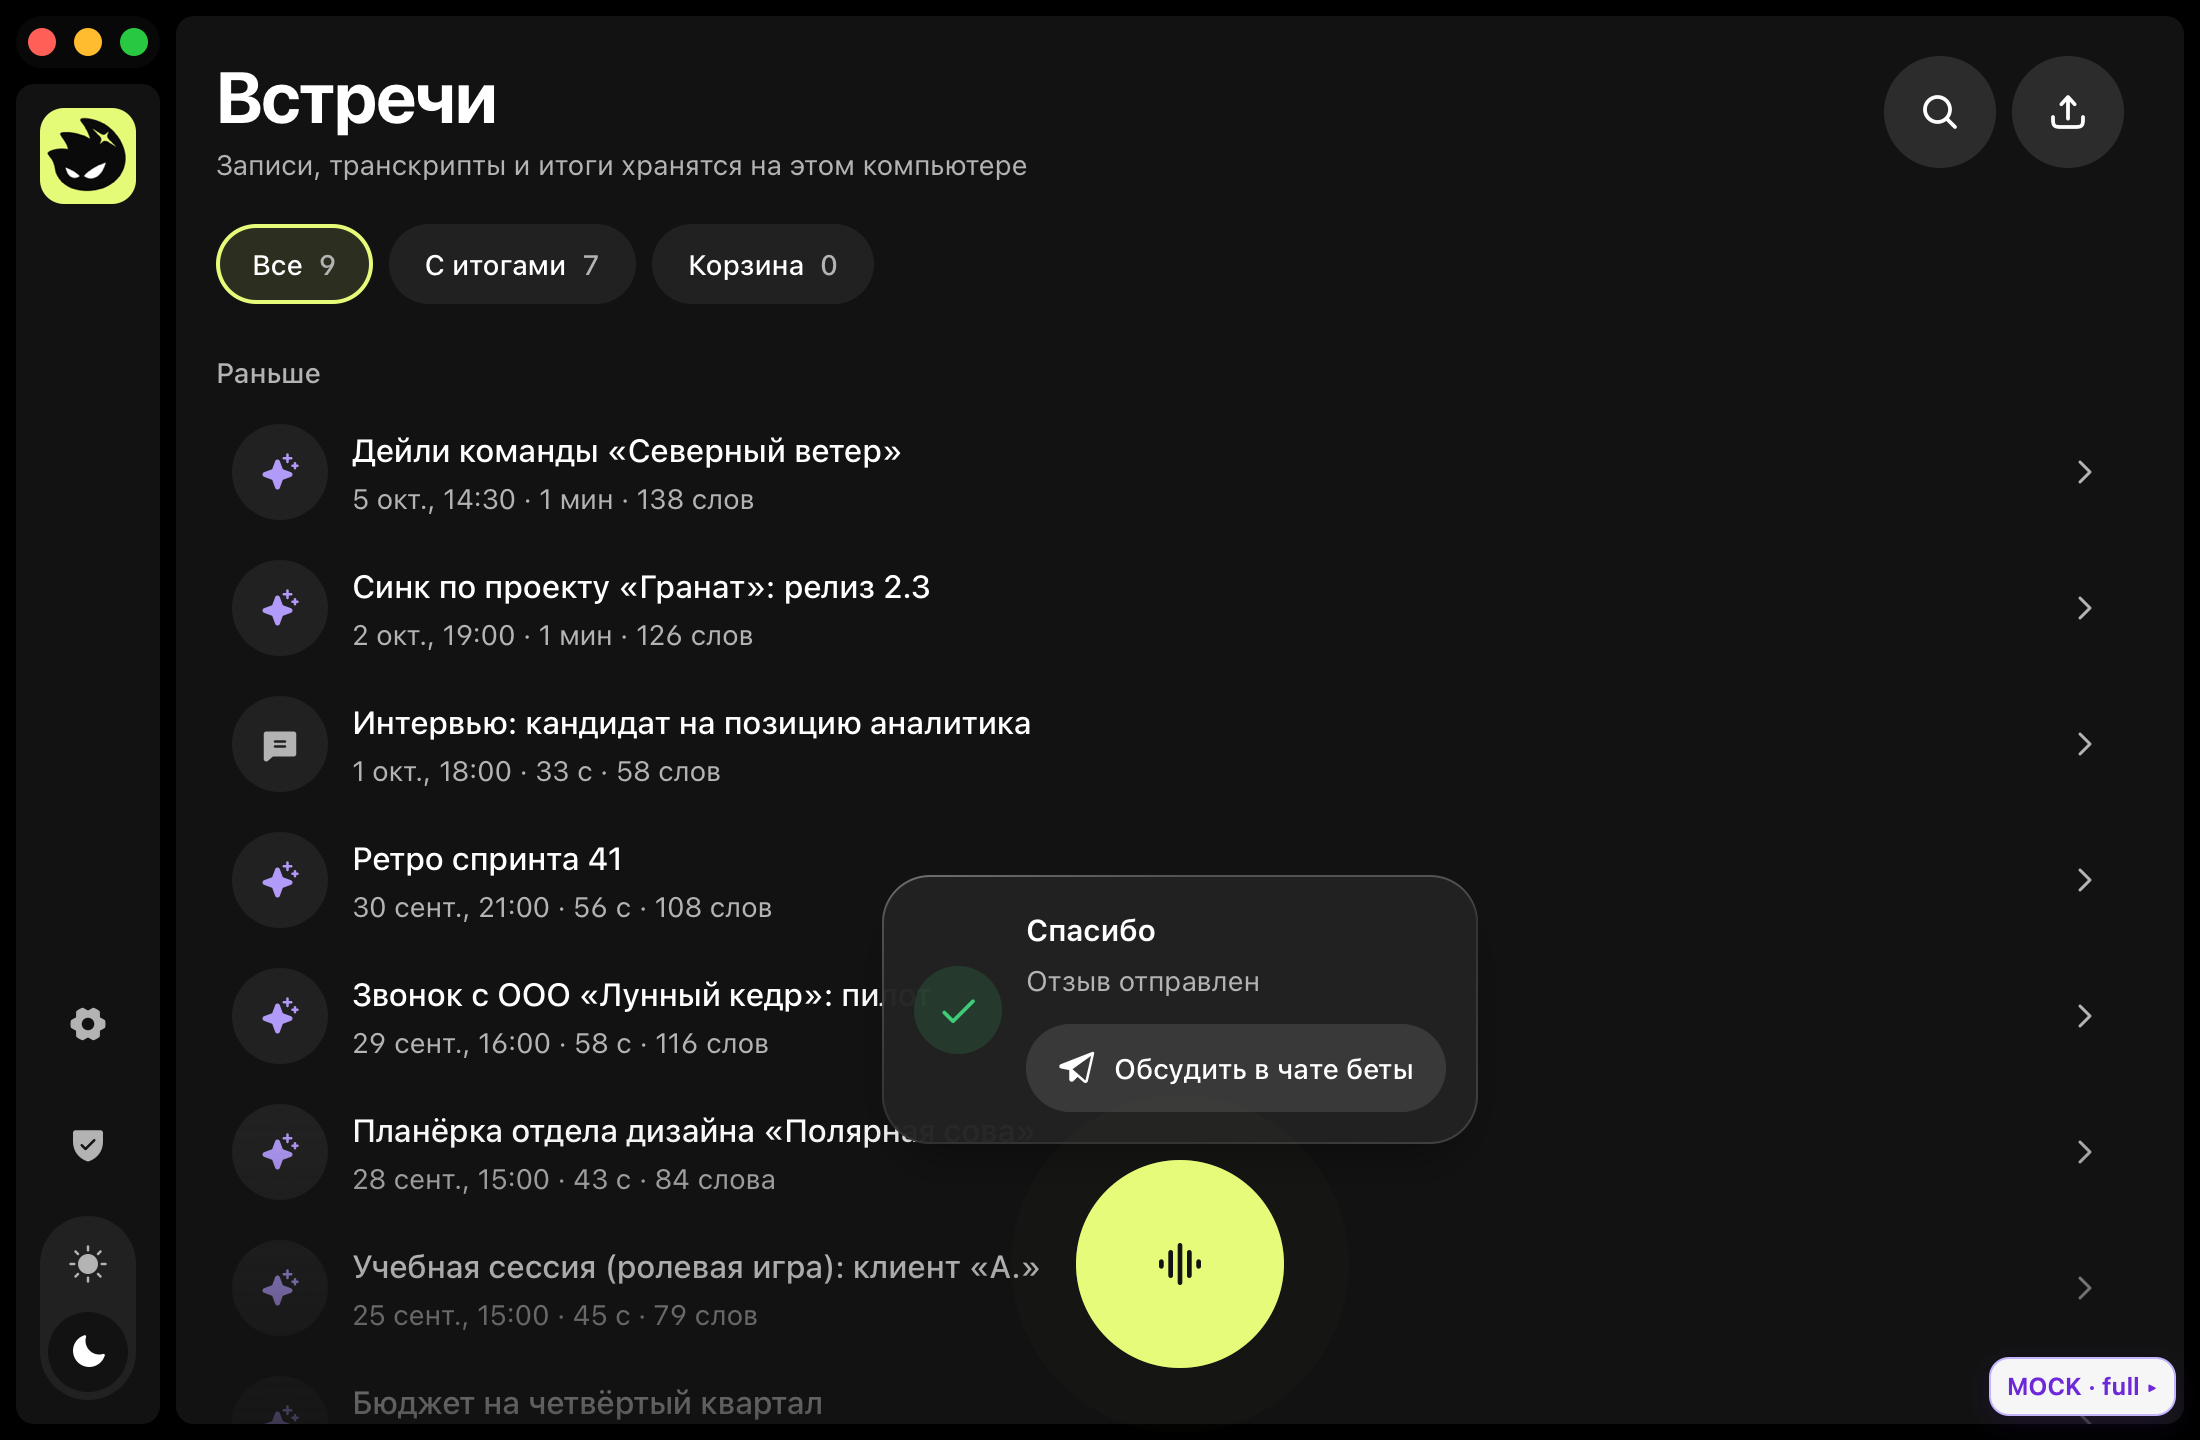 Встречи
Записи, транскрипты и итоги хранятся на этом компьютере
Все 9
С итогами 7
Корзина 0
Раньше
Дейли команды «Северный ветер»
5 окт., 14:30 · 1 мин · 138 слов
Синк по проекту «Гранат»: релиз 2.3
2 окт., 19:00 · 1 мин · 126 слов
Интервью: кандидат на позицию аналитика
1 окт., 18:00 · 33 с · 58 слов
Ретро спринта 41
30 сент., 21:00 · 56 с · 108 слов
Звонок с ООО «Лунный кедр»: пилот
29 сент., 16:00 · 58 с · 116 слов
Планёрка отдела дизайна «Полярная сова»
28 сент., 15:00 · 43 с · 84 слова
Учебная сессия (ролевая игра): клиент «А.»
25 сент., 15:00 · 45 с · 79 слов
Бюджет на четвёртый квартал
Спасибо
Отзыв отправлен
Обсудить в чате беты
MOCK · full ▸